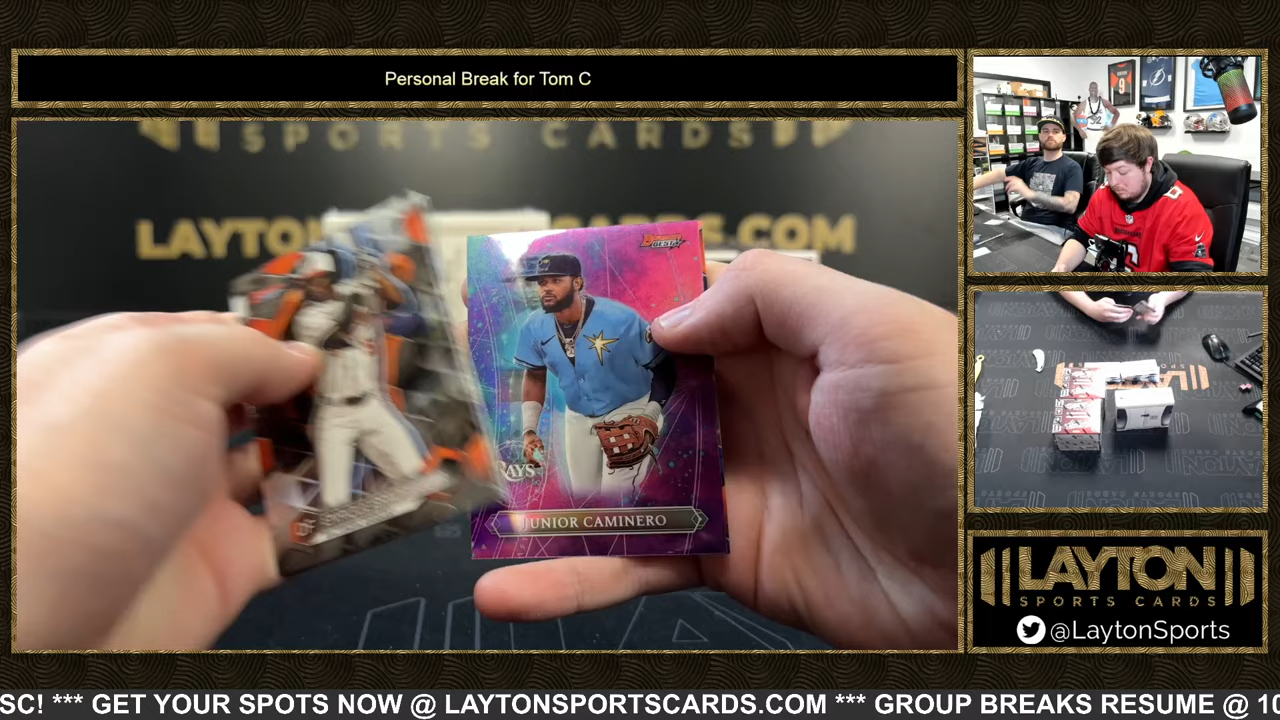 Personal Break for Tom C
SPORTS CARDS
LAYTON CARDS.COM
BEST
RAYS
JUNIOR CAMINERO
LAYTON
SPORTS CARDS
@LaytonSports
SC! *** GET YOUR SPOTS NOW @ LAYTONSPORTSCARDS.COM *** GROUP BREAKS RESUME @ 10